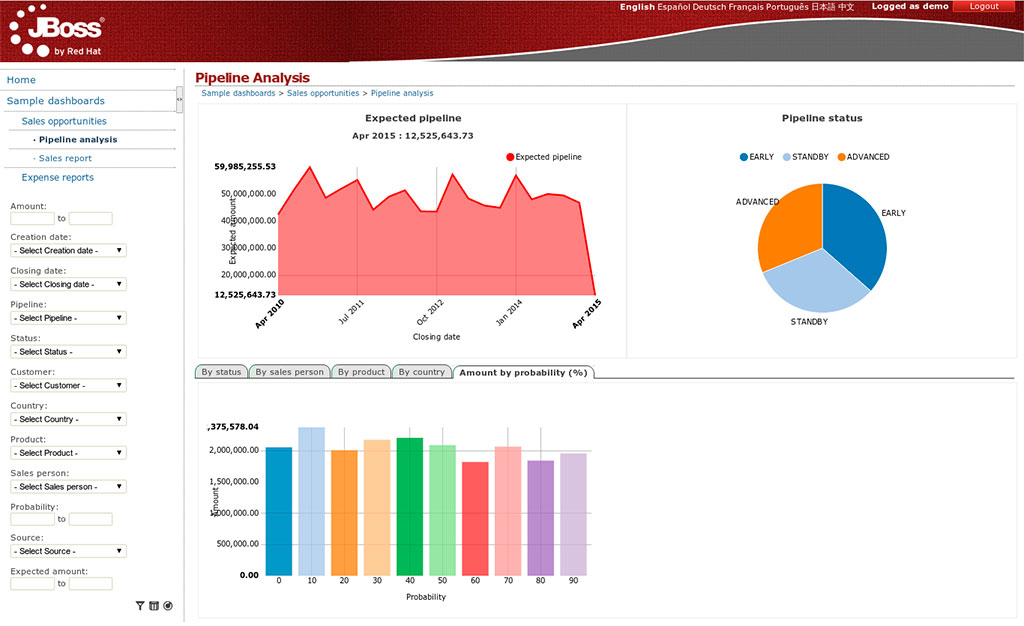 JBoss®
by Red Hat
English Español Deutsch Français Português 日本語 中文
Logged as demo
Logout
Home
Sample dashboards
Sales opportunities
· Pipeline analysis
· Sales report
Expense reports
Amount:
to
Creation date:
- Select Creation date -
Closing date:
- Select Closing date -
Pipeline:
- Select Pipeline -
Status:
- Select Status -
Customer:
- Select Customer -
Country:
- Select Country -
Product:
- Select Product -
Sales person:
- Select Sales person -
Probability:
to
Source:
- Select Source -
Expected amount:
to
Pipeline Analysis
Sample dashboards > Sales opportunities > Pipeline analysis
Expected pipeline
Apr 2015 : 12,525,643.73
Expected pipeline
59,985,255.53
50,000,000.00
40,000,000.00
30,000,000.00
20,000,000.00
12,525,643.73
Expected amount
Apr 2010
Jul 2011
Oct 2012
Jan 2014
Apr 2015
Closing date
Pipeline status
EARLY STANDBY ADVANCED
ADVANCED
EARLY
STANDBY
By status By sales person By product By country Amount by probability (%)
,375,578.04
2,000,000.00
1,500,000.00
1,000,000.00
500,000.00
0.00
Amount
0 10 20 30 40 50 60 70 80 90
Probability